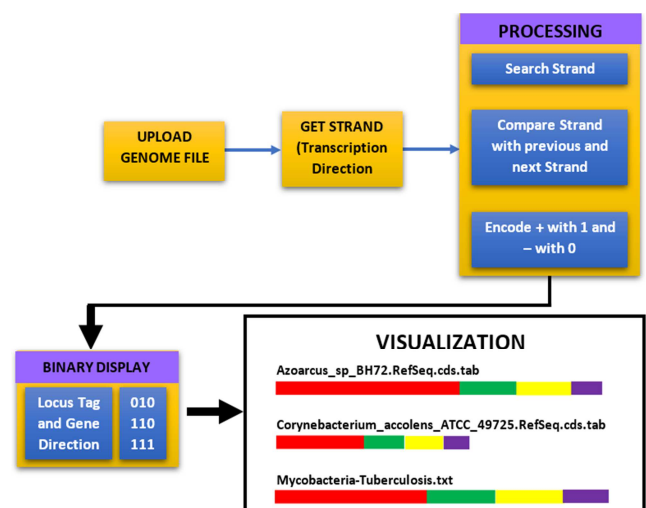 PROCESSING
Search Strand
Compare Strand
with previous and
next Strand
Encode + with 1 and
– with 0
UPLOAD
GENOME FILE
GET STRAND
(Transcription
Direction
BINARY DISPLAY
Locus Tag
and Gene
Direction
010
110
111
VISUALIZATION
Azoarcus_sp_BH72.RefSeq.cds.tab
Corynebacterium_accolens_ATCC_49725.RefSeq.cds.tab
Mycobacteria-Tuberculosis.txt